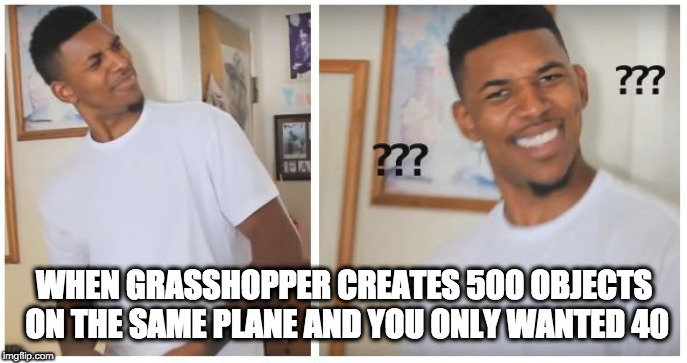 ???
???
WHEN GRASSHOPPER CREATES 500 OBJECTS
ON THE SAME PLANE AND YOU ONLY WANTED 40
imgflip.com